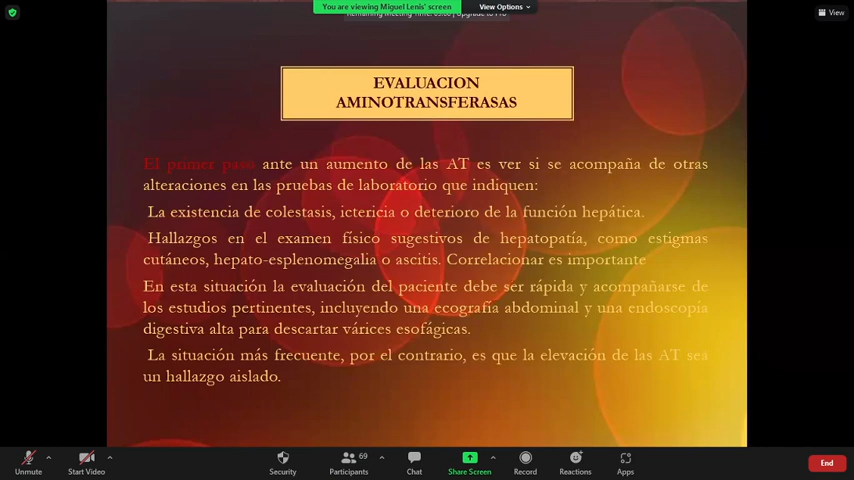 You are viewing Miguel Lenis' screen
View Options
View
EVALUACION
AMINOTRANSFERASAS
El primer paso ante un aumento de las AT es ver si se acompaña de otras
alteraciones en las pruebas de laboratorio que indiquen:
La existencia de colestasis, ictericia o deterioro de la función hepática.
Hallazgos en el examen físico sugestivos de hepatopatía, como estigmas
cutáneos, hepato-esplenomegalia o ascitis. Correlacionar es importante
En esta situación la evaluación del paciente debe ser rápida y acompañarse de
los estudios pertinentes, incluyendo una ecografía abdominal y una endoscopia
digestiva alta para descartar várices esofágicas.
La situación más frecuente, por el contrario, es que la elevación de las AT sea
un hallazgo aislado.
69
Unmute
Start Video
Security
Participants
Chat
Share Screen
Record
Reactions
Apps
End